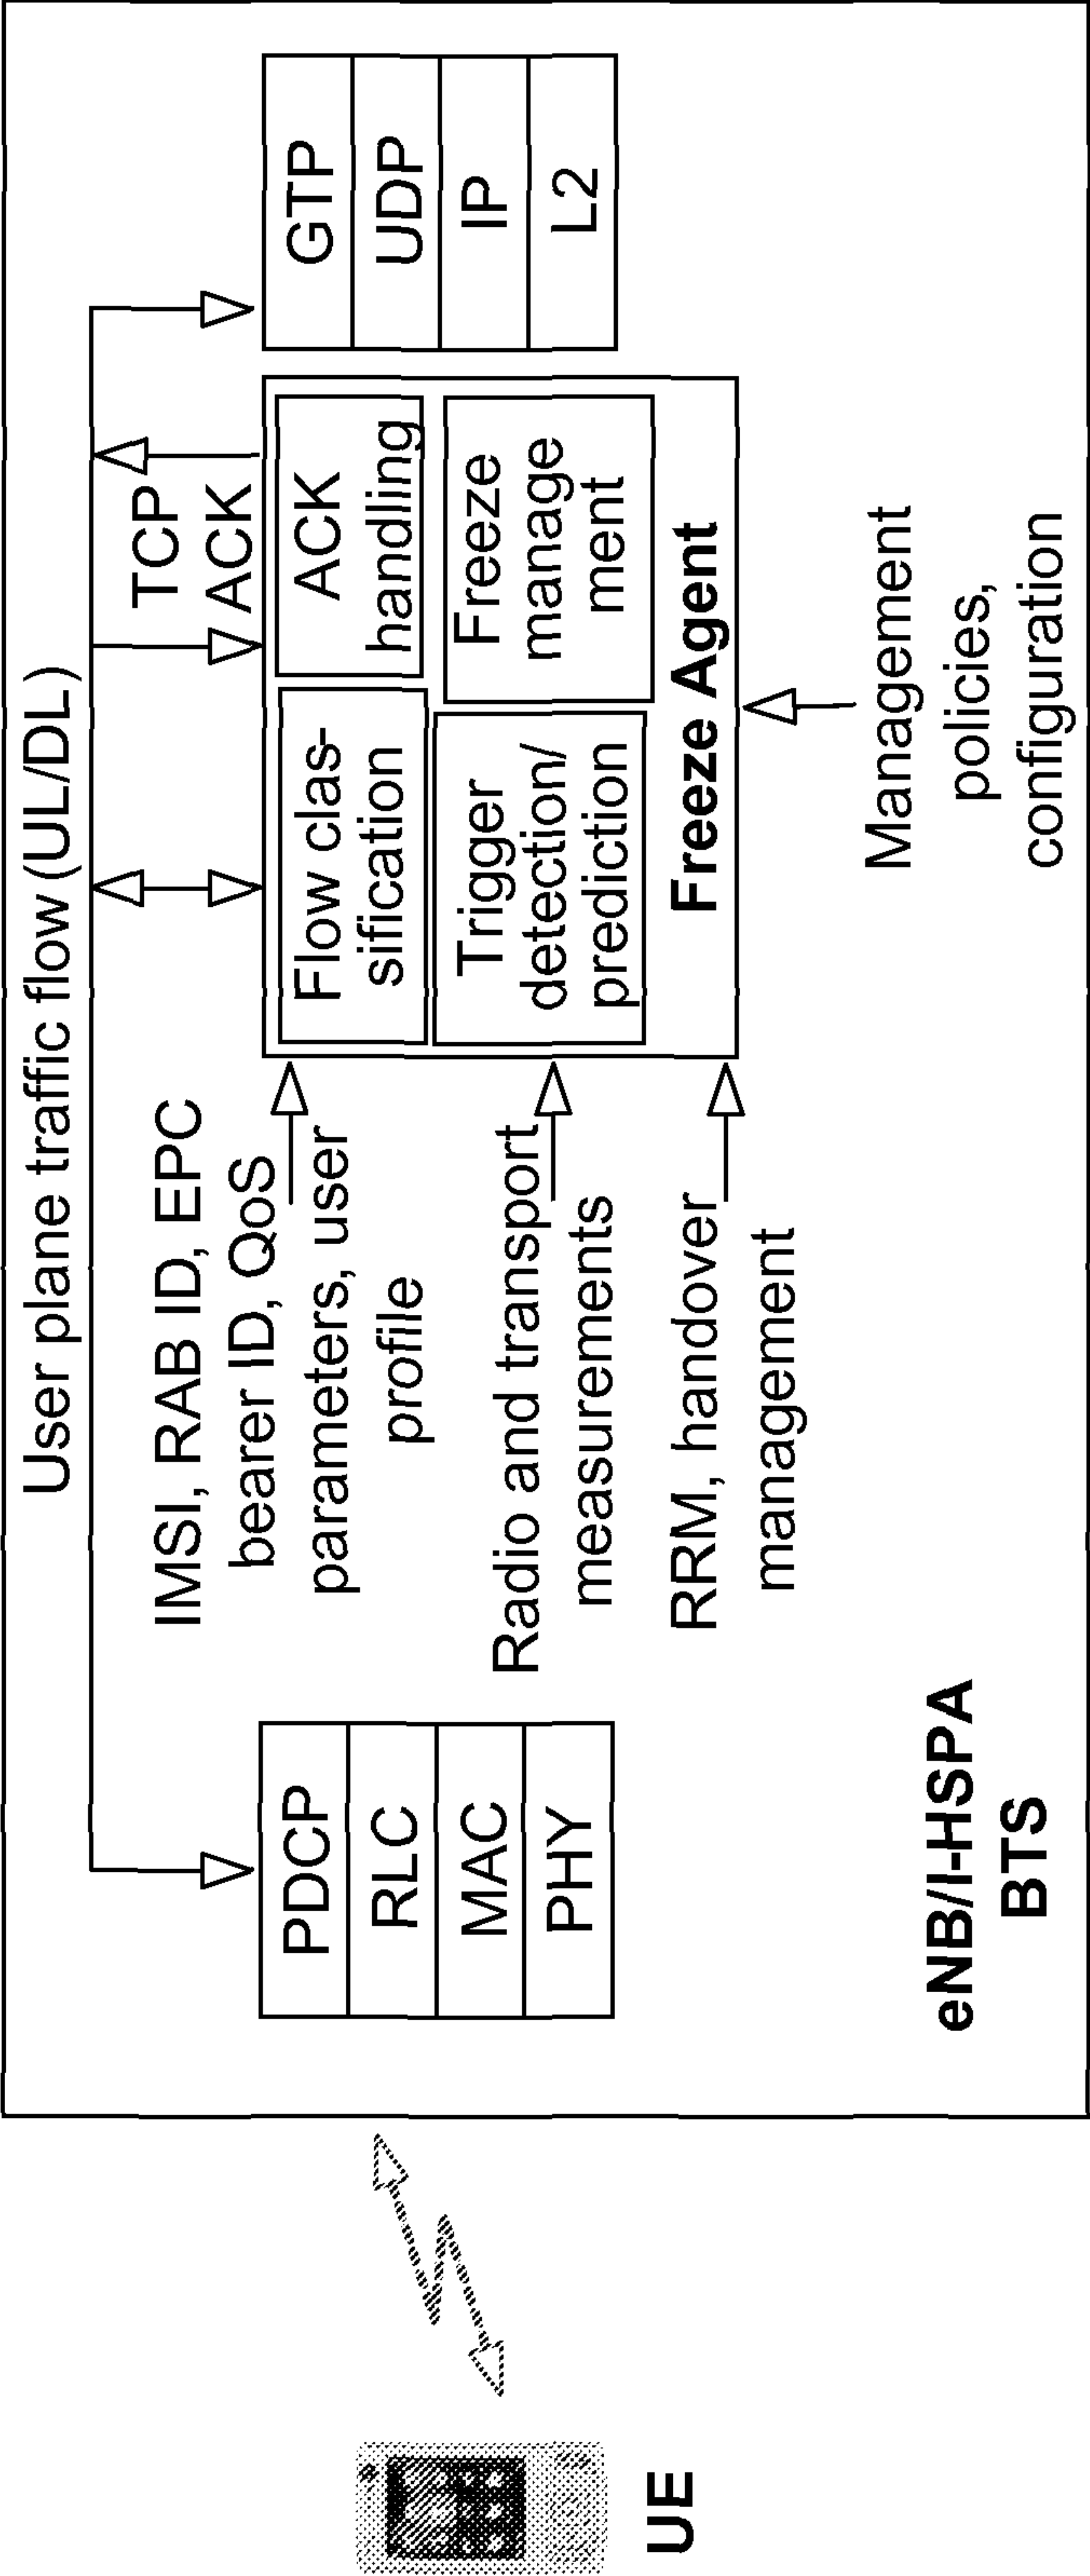 User plane traffic flow (UL/DL)
IMSI, RAB ID, EPC
bearer ID, QoS
parameters, user
profile
TCP
ACK
PDCP
RLC
MAC
PHY
Radio and transport
measurements
RRM, handover
management
Flow clas-
sification
ACK
handling
Trigger
detection/
prediction
Freeze
manage
ment
Freeze Agent
GTP
UDP
IP
L2
Management
policies,
configuration
eNB/I-HSPA
BTS
UE